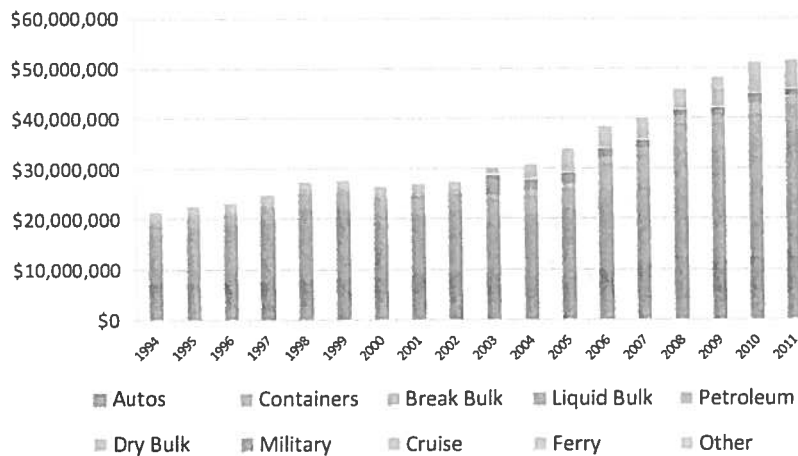 $60,000,000
$50,000,000
$40,000,000
$30,000,000
$20,000,000
$10,000,000
$0
1994 1995 1996 1997 1998 1999 2000 2001 2002 2003 2004 2005 2006 2007 2008 2009 2010 2011
Autos Containers Break Bulk Liquid Bulk Petroleum
Dry Bulk Military Cruise Ferry Other